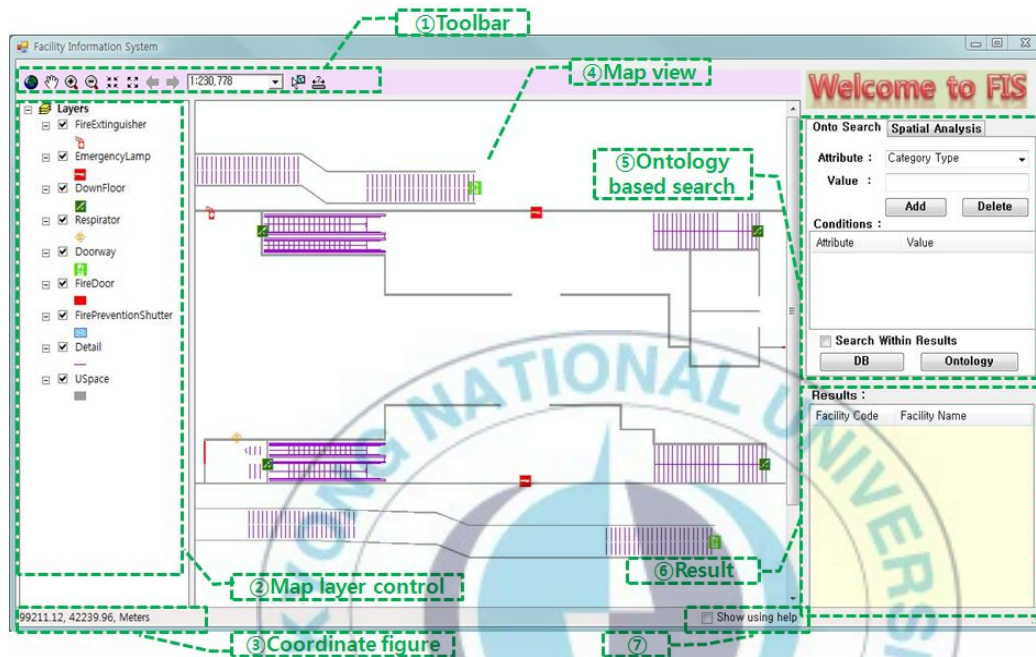 ①Toolbar
Facility Information System
1:230,778
④Map view
Welcome to FIS
Layers
FireExtinguisher
EmergencyLamp
DownFloor
Respirator
Doorway
FireDoor
FirePreventionShutter
Detail
USpace
⑤Ontology
based search
Onto Search
Spatial Analysis
Attribute :
Category Type
Value :
Add
Delete
Conditions :
Attribute
Value
Search Within Results
DB
Ontology
Results :
Facility Code
Facility Name
②Map layer control
⑥Result
99211.12, 42239.96, Meters
Show using help
③Coordinate figure
⑦
KYONG NATIONAL UNIVERSI